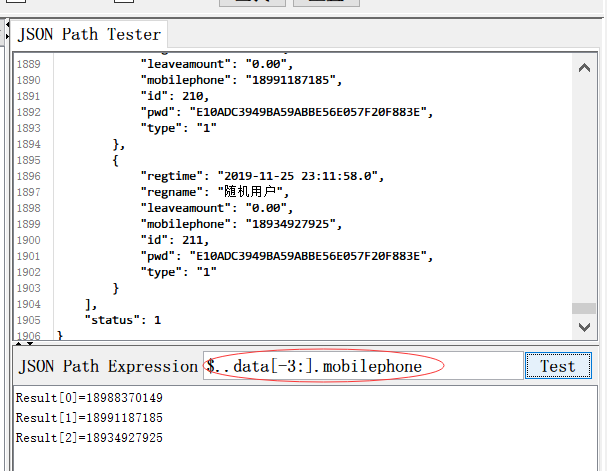 JSON Path Tester
1889 "leaveamount": "0.00",
1890 "mobilephone": "18991187185",
1891 "id": 210,
1892 "pwd": "E10ADC3949BA59ABBE56E057F20F883E",
1893 "type": "1"
1894 },
1895 {
1896 "regtime": "2019-11-25 23:11:58.0",
1897 "regname": "随机用户",
1898 "leaveamount": "0.00",
1899 "mobilephone": "18934927925",
1900 "id": 211,
1901 "pwd": "E10ADC3949BA59ABBE56E057F20F883E",
1902 "type": "1"
1903 }
1904 ],
1905 "status": 1
1906 }
JSON Path Expression $..data[-3:].mobilephone Test
Result[0]=18988370149
Result[1]=18991187185
Result[2]=18934927925